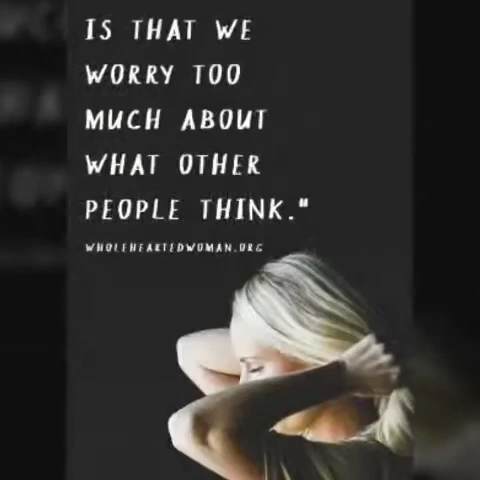 IS THAT WE
WORRY TOO
MUCH ABOUT
WHAT OTHER
PEOPLE THINK."
WHOLEHEARTEDWOMAN.ORG